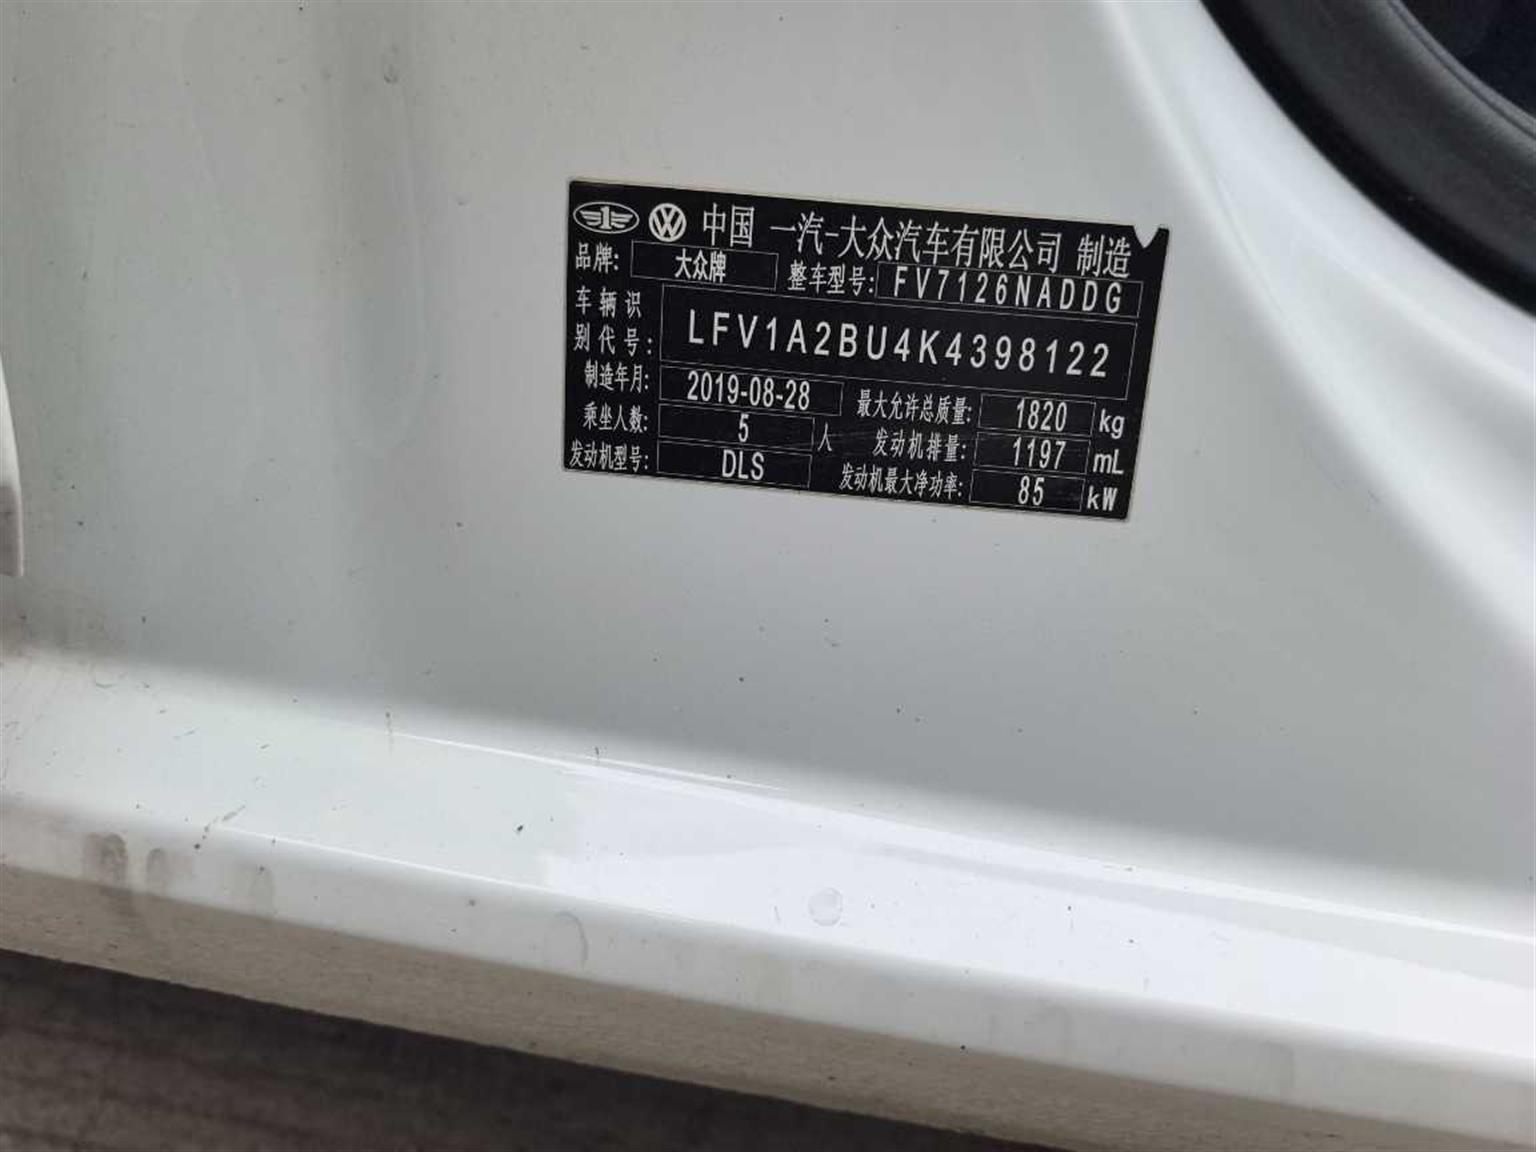 中国 一汽-大众汽车有限公司 制造
品牌: 大众牌 整车型号: FV7126NADDG
车辆识别代号: LFV1A2BU4K4398122
制造年月: 2019-08-28 最大允许总质量: 1820 kg
乘坐人数: 5 人 发动机排量: 1197 mL
发动机型号: DLS 发动机最大净功率: 85 kW